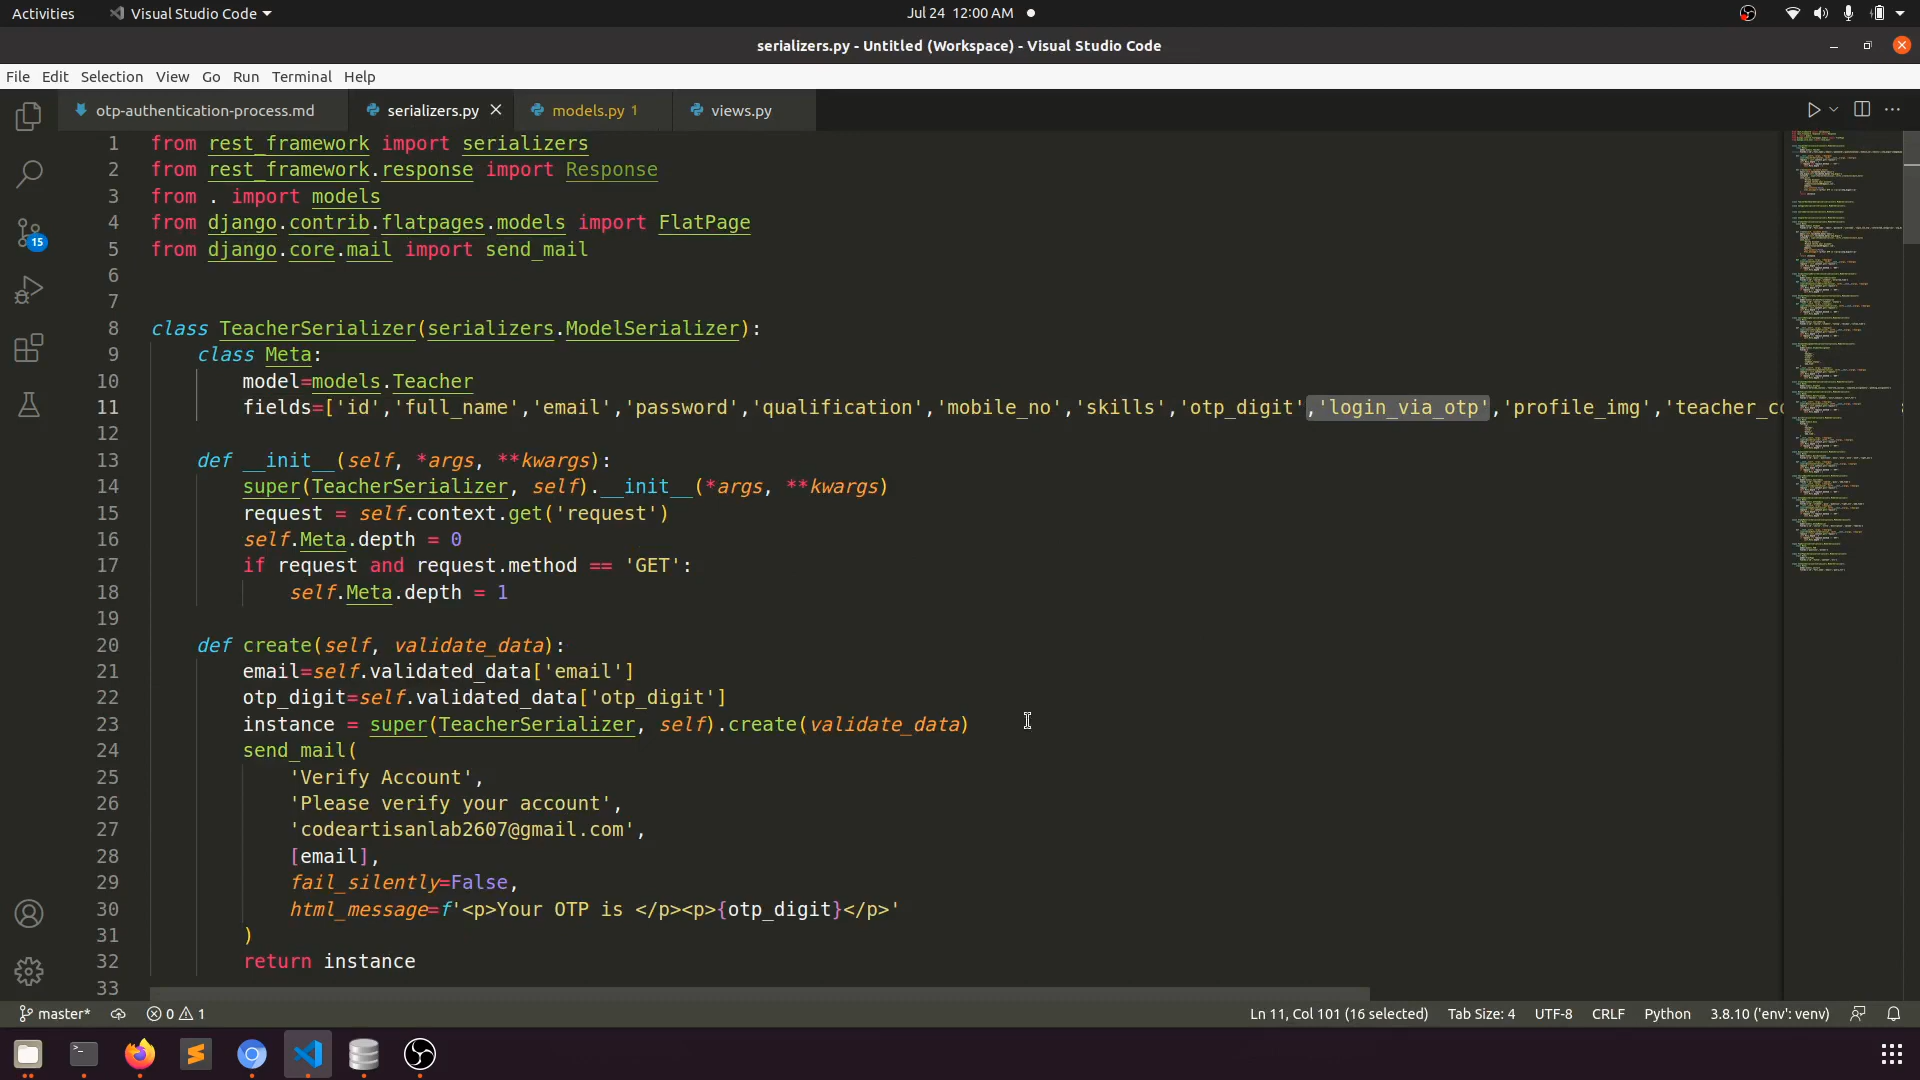 Activities
Visual Studio Code
Jul 24 12:00 AM
serializers.py - Untitled (Workspace) - Visual Studio Code
File Edit Selection View Go Run Terminal Help
otp-authentication-process.md
serializers.py
models.py 1
views.py
1 from rest_framework import serializers
2 from rest_framework.response import Response
3 from . import models
4 from django.contrib.flatpages.models import FlatPage
5 from django.core.mail import send_mail
6
7
8 class TeacherSerializer(serializers.ModelSerializer):
9 class Meta:
10 model=models.Teacher
11 fields=['id','full_name','email','password','qualification','mobile_no','skills','otp_digit','login_via_otp','profile_img','teacher_co
12
13 def __init__(self, *args, **kwargs):
14 super(TeacherSerializer, self).__init__(*args, **kwargs)
15 request = self.context.get('request')
16 self.Meta.depth = 0
17 if request and request.method == 'GET':
18 self.Meta.depth = 1
19
20 def create(self, validate_data):
21 email=self.validated_data['email']
22 otp_digit=self.validated_data['otp_digit']
23 instance = super(TeacherSerializer, self).create(validate_data)
24 send_mail(
25 'Verify Account',
26 'Please verify your account',
27 'codeartisanlab2607@gmail.com',
28 [email],
29 fail_silently=False,
30 html_message=f'<p>Your OTP is </p><p>{otp_digit}</p>'
31 )
32 return instance
33
15
master* 0 1 Ln 11, Col 101 (16 selected) Tab Size: 4 UTF-8 CRLF Python 3.8.10 ('env': venv)